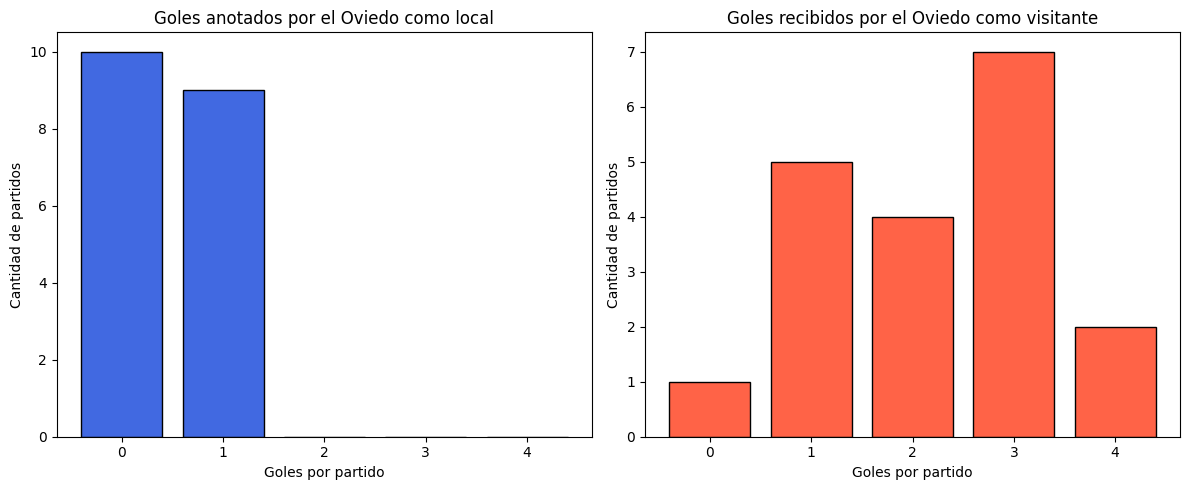 Goles anotados por el Oviedo como local
Cantidad de partidos
10
8
6
4
2
0
0 1 2 3 4
Goles por partido
Goles recibidos por el Oviedo como visitante
Cantidad de partidos
7
6
5
4
3
2
1
0
0 1 2 3 4
Goles por partido